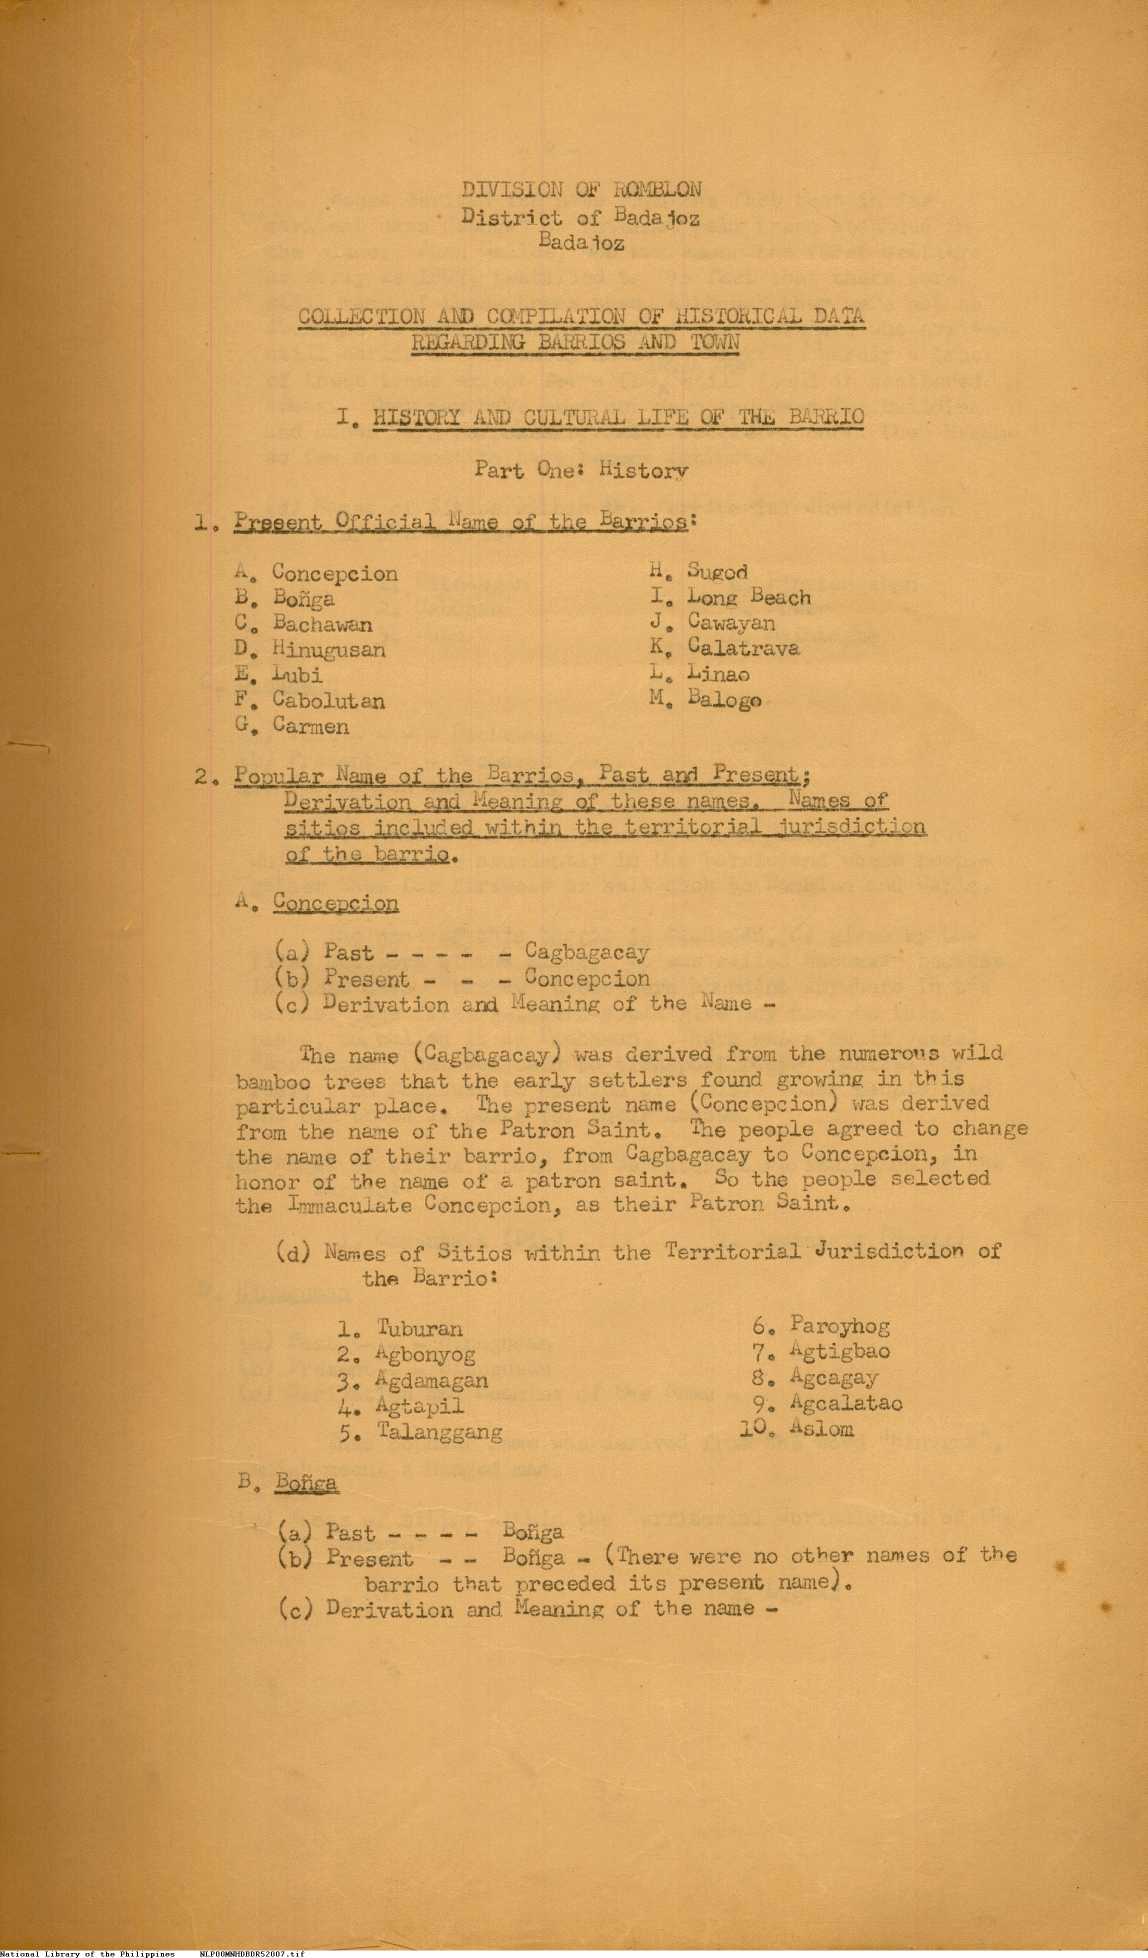 DIVISION OF ROMBLON
District of Badajoz
Badajoz
COLLECTION AND COMPILATION OF HISTORICAL DATA
REGARDING BARRIOS AND TOWN
I. HISTORY AND CULTURAL LIFE OF THE BARRIO
Part One: History
1. Present Official Name of the Barrios:
A. Concepcion
B. Boñga
C. Bachawan
D. Hinugusan
E. Lubi
F. Cabolutan
G. Carmen
H. Sugod
I. Long Beach
J. Cawayan
K. Calatrava
L. Linao
M. Balogo
2. Popular Name of the Barrios, Past and Present;
Derivation and Meaning of these names. Names of
sitios included within the territorial jurisdiction
of the barrio.
A. Concepcion
(a) Past - - - - - Cagbagacay
(b) Present - - - Concepcion
(c) Derivation and Meaning of the Name -
The name (Cagbagacay) was derived from the numerous wild
bamboo trees that the early settlers found growing in this
particular place. The present name (Concepcion) was derived
from the name of the Patron Saint. The people agreed to change
the name of their barrio, from Cagbagacay to Concepcion, in
honor of the name of a patron saint. So the people selected
the Immaculate Concepcion, as their Patron Saint.
(d) Names of Sitios within the Territorial Jurisdiction of
the Barrio:
1. Tuburan
2. Agbonyog
3. Agdamagan
4. Agtapil
5. Talanggang
6. Paroyhog
7. Agtigbao
8. Agcagay
9. Agcalatao
10. Aslom
B. Boñga
(a) Past - - - - Boñga
(b) Present - - Boñga - (There were no other names of the
barrio that preceded its present name).
(c) Derivation and Meaning of the name -
National Library of the Philippines NLP00MNHDBDR52007.tif